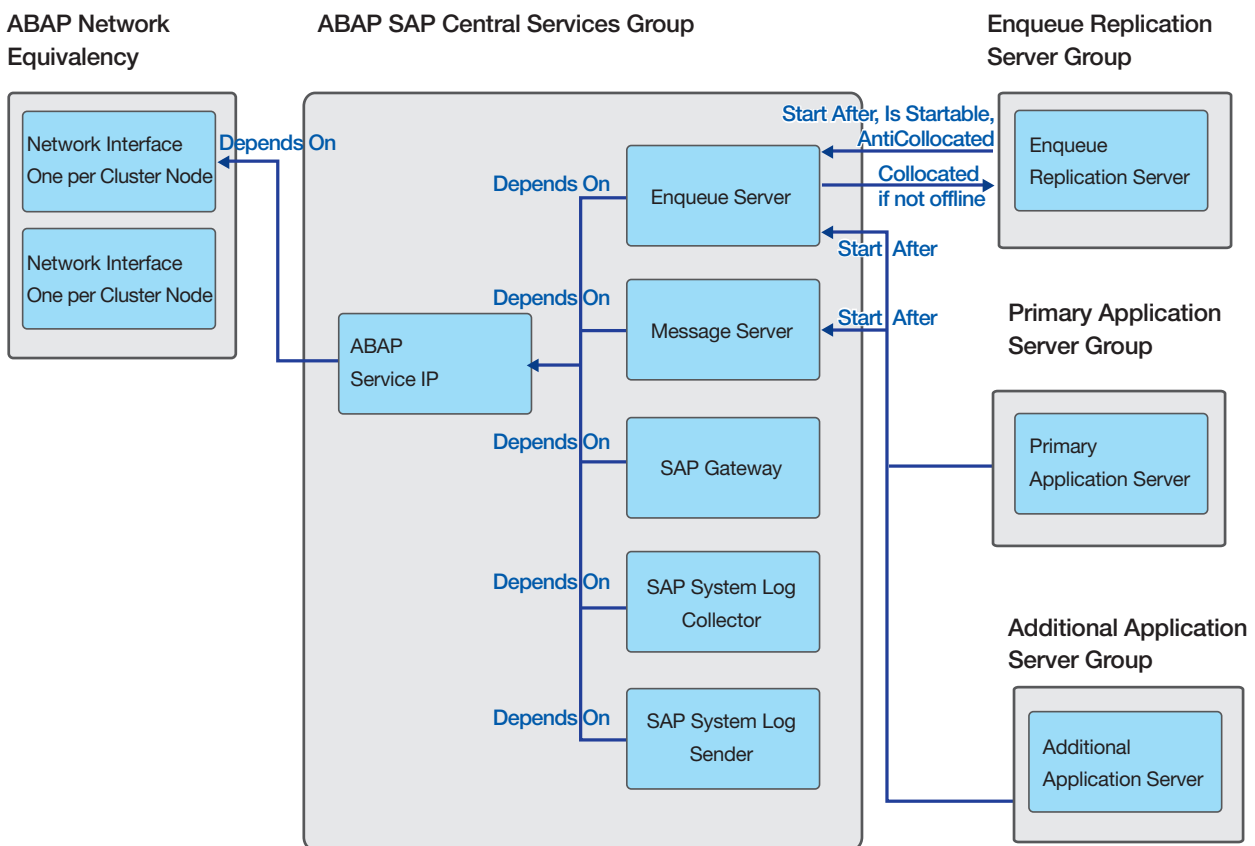 ABAP Network
Equivalency
ABAP SAP Central Services Group
Enqueue Replication
Server Group
Network Interface
One per Cluster Node
Network Interface
One per Cluster Node
Depends On
ABAP
Service IP
Depends On
Enqueue Server
Depends On
Message Server
Depends On
SAP Gateway
Depends On
SAP System Log
Collector
Depends On
SAP System Log
Sender
Start After, Is Startable,
AntiCollocated
Collocated
if not offline
Start After
Start After
Enqueue
Replication Server
Primary Application
Server Group
Primary
Application Server
Additional Application
Server Group
Additional
Application Server